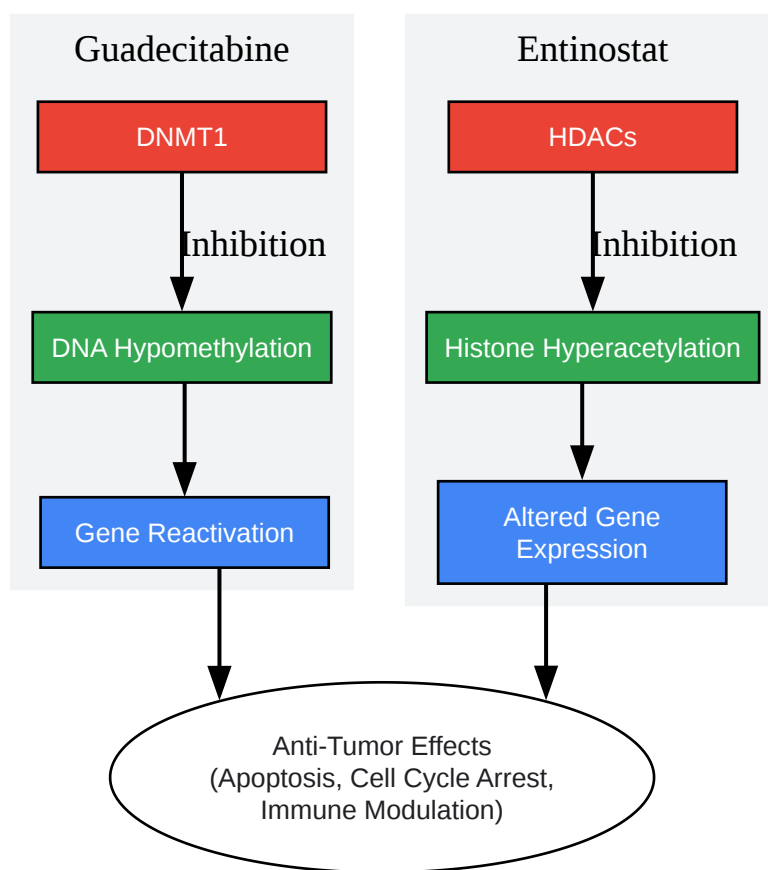 Guadecitabine
DNMT1
Inhibition
DNA Hypomethylation
Gene Reactivation
Entinostat
HDACs
Inhibition
Histone Hyperacetylation
Altered Gene
Expression
Anti-Tumor Effects
(Apoptosis, Cell Cycle Arrest,
Immune Modulation)